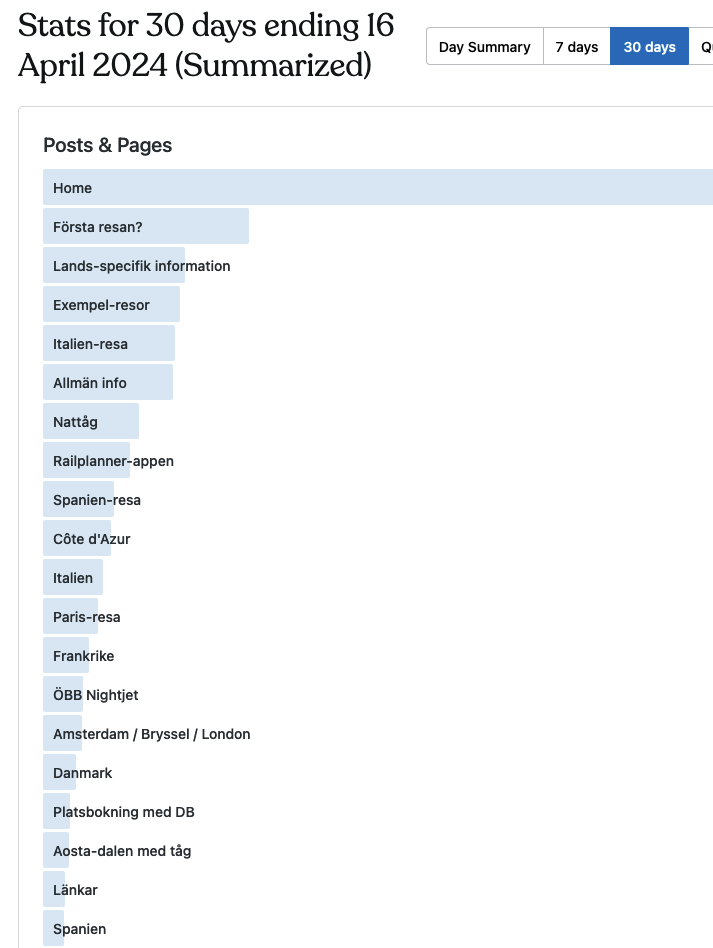 Stats for 30 days ending 16
April 2024 (Summarized)
Day Summary
7 days
30 days
Posts & Pages
Home
Första resan?
Lands-specifik information
Exempel-resor
Italien-resa
Allmän info
Nattåg
Railplanner-appen
Spanien-resa
Côte d'Azur
Italien
Paris-resa
Frankrike
ÖBB Nightjet
Amsterdam / Bryssel / London
Danmark
Platsbokning med DB
Aosta-dalen med tåg
Länkar
Spanien